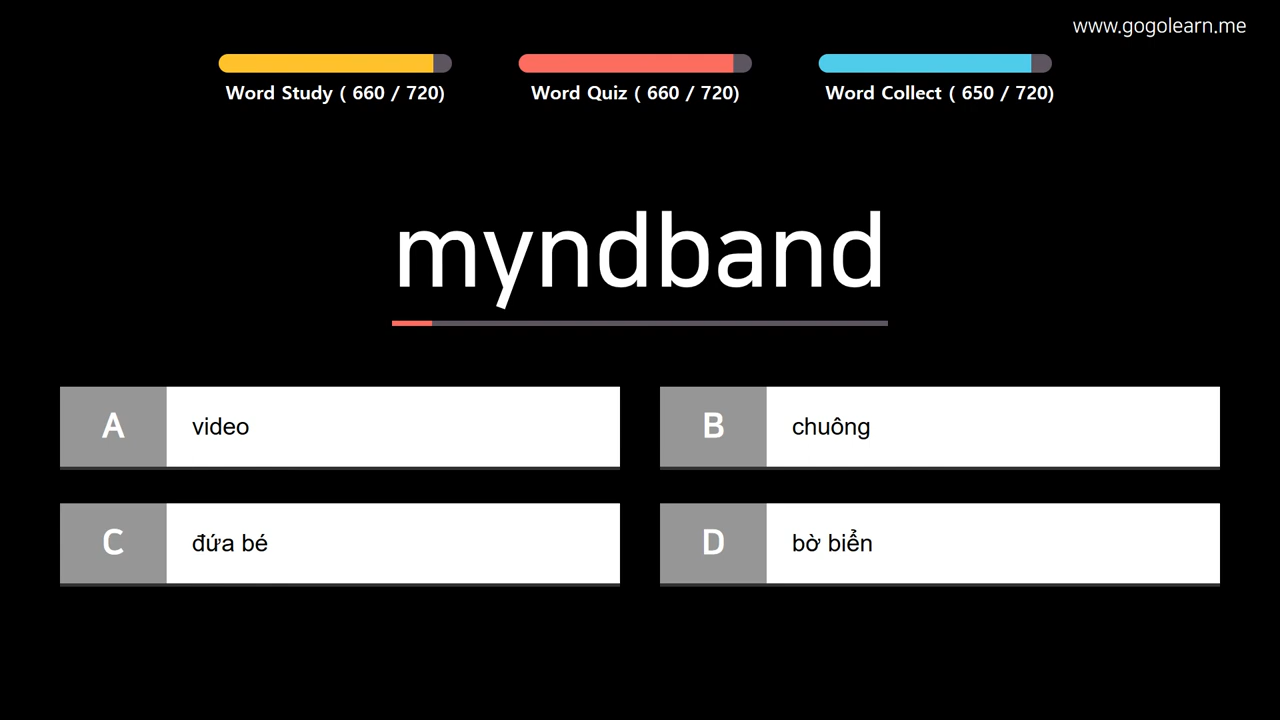 www.gogolearn.me
Word Study ( 660 / 720)
Word Quiz ( 660 / 720)
Word Collect ( 650 / 720)
myndband
A video
B chuông
C đứa bé
D bờ biển